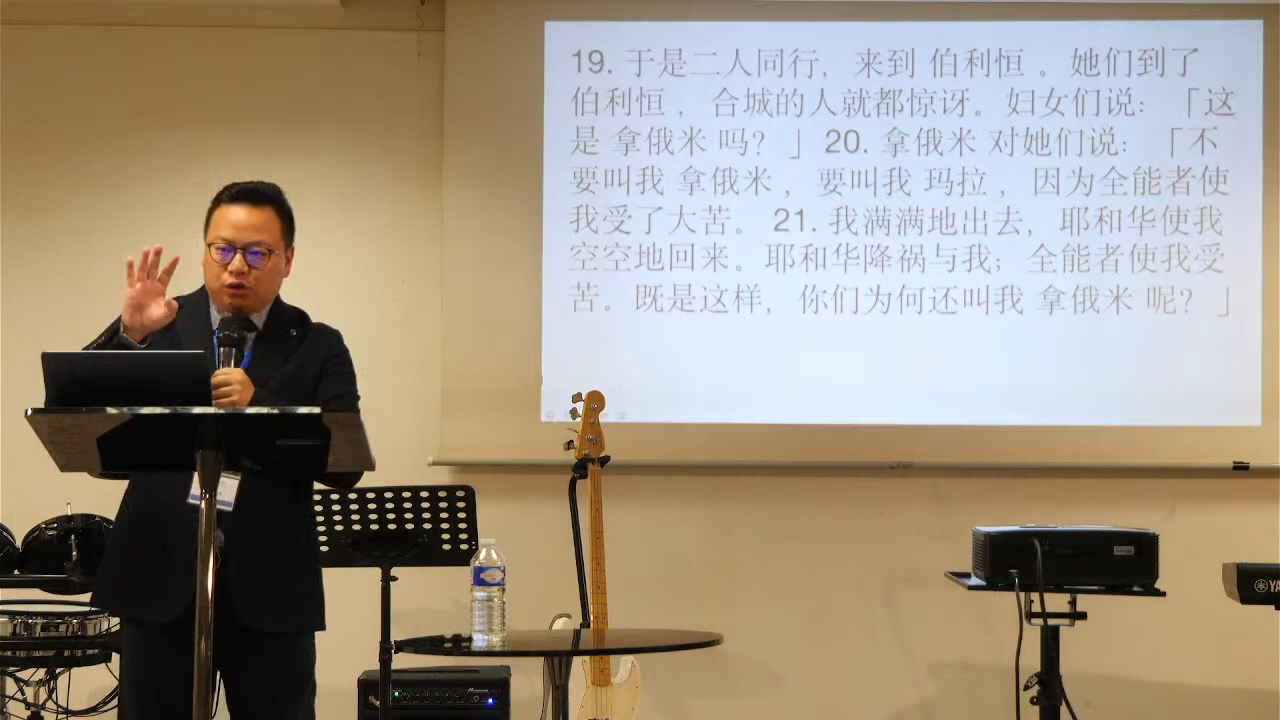 19. 于是二人同行，来到 伯利恒 。她们到了
伯利恒 ，合城的人就都惊讶。妇女们说：「这
是 拿俄米 吗？」20. 拿俄米 对她们说：「不
要叫我 拿俄米 ，要叫我 玛拉 ，因为全能者使
我受了大苦。21. 我满满地出去，耶和华使我
空空地回来。耶和华降祸与我；全能者使我受
苦。既是这样，你们为何还叫我 拿俄米 呢？」
Ampeg
YA